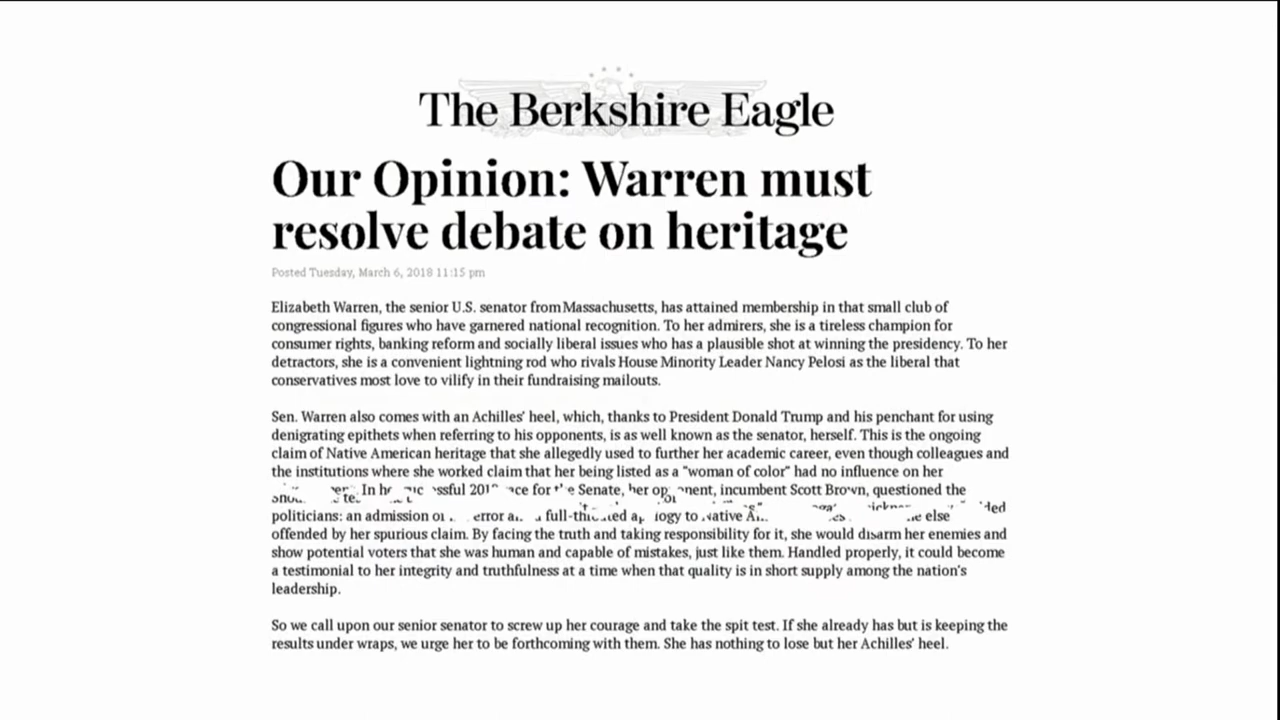 The Berkshire Eagle
Our Opinion: Warren must
resolve debate on heritage
Posted Tuesday, March 6, 2018 11:15 pm
Elizabeth Warren, the senior U.S. senator from Massachusetts, has attained membership in that small club of
congressional figures who have garnered national recognition. To her admirers, she is a tireless champion for
consumer rights, banking reform and socially liberal issues who has a plausible shot at winning the presidency. To her
detractors, she is a convenient lightning rod who rivals House Minority Leader Nancy Pelosi as the liberal that
conservatives most love to vilify in their fundraising mailouts.
Sen. Warren also comes with an Achilles' heel, which, thanks to President Donald Trump and his penchant for using
denigrating epithets when referring to his opponents, is as well known as the senator, herself. This is the ongoing
claim of Native American heritage that she allegedly used to further her academic career, even though colleagues and
the institutions where she worked claim that her being listed as a "woman of color" had no influence on her
In for the Senate, her opponent, incumbent Scott Brown, questioned the
politicians: an admission error to else
offended by her spurious claim. By facing the truth and taking responsibility for it, she would disarm her enemies and
show potential voters that she was human and capable of mistakes, just like them. Handled properly, it could become
a testimonial to her integrity and truthfulness at a time when that quality is in short supply among the nation's
leadership.
So we call upon our senior senator to screw up her courage and take the spit test. If she already has but is keeping the
results under wraps, we urge her to be forthcoming with them. She has nothing to lose but her Achilles' heel.